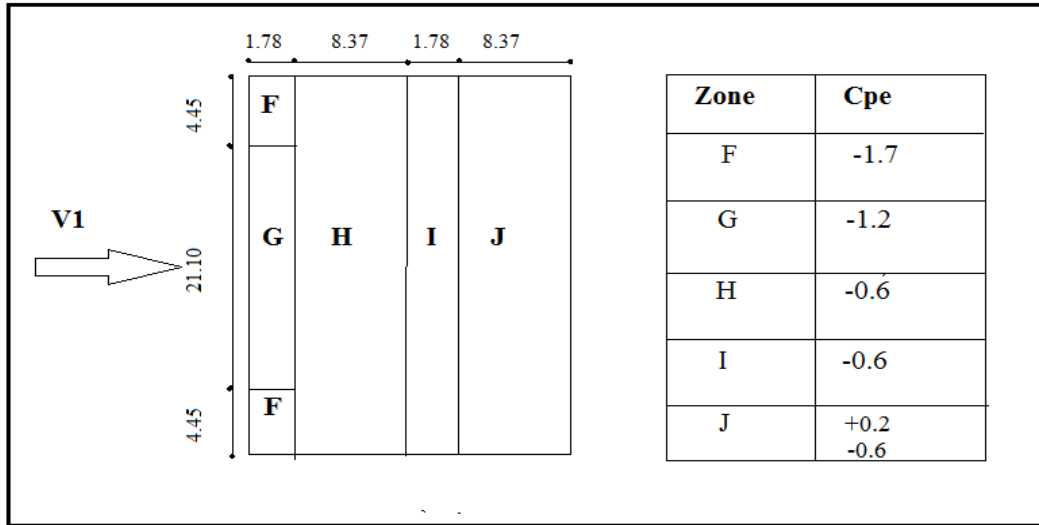 1.78 8.37 1.78 8.37
4.45
21.10
4.45
V1
F
G H I J
F
Zone Cpe
F -1.7
G -1.2
H -0.6
I -0.6
J +0.2
-0.6